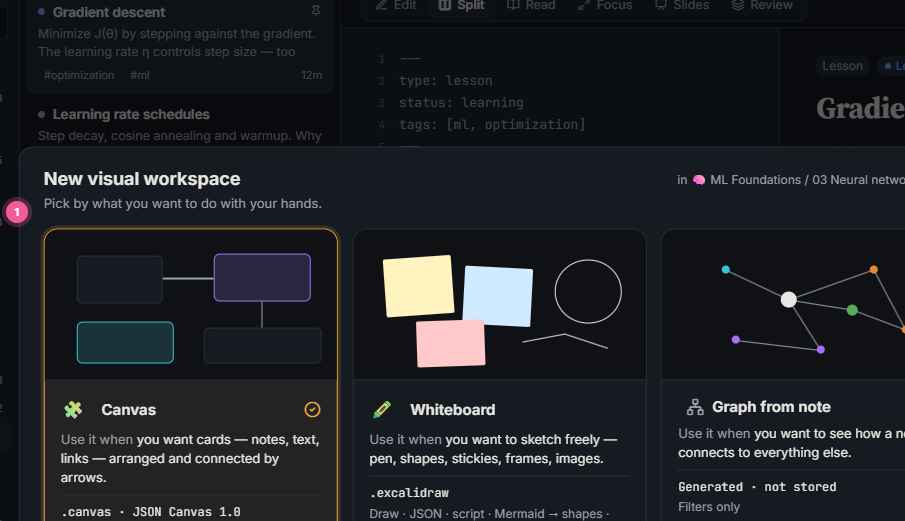 Gradient descent
Minimize J(θ) by stepping against the gradient.
The learning rate η controls step size — too
#optimization #ml 12m
Learning rate schedules
Step decay, cosine annealing and warmup. Why
Edit Split Read Focus Slides Review
1 ---
2 type: lesson
3 status: learning
4 tags: [ml, optimization]
5 ---
Lesson
Gradie
New visual workspace
in ML Foundations / 03 Neural netwo
Pick by what you want to do with your hands.
1
Canvas
Use it when you want cards — notes, text,
links — arranged and connected by
arrows.
.canvas · JSON Canvas 1.0
Whiteboard
Use it when you want to sketch freely —
pen, shapes, stickies, frames, images.
.excalidraw
Draw · JSON · script · Mermaid → shapes ·
Graph from note
Use it when you want to see how a no
connects to everything else.
Generated · not stored
Filters only